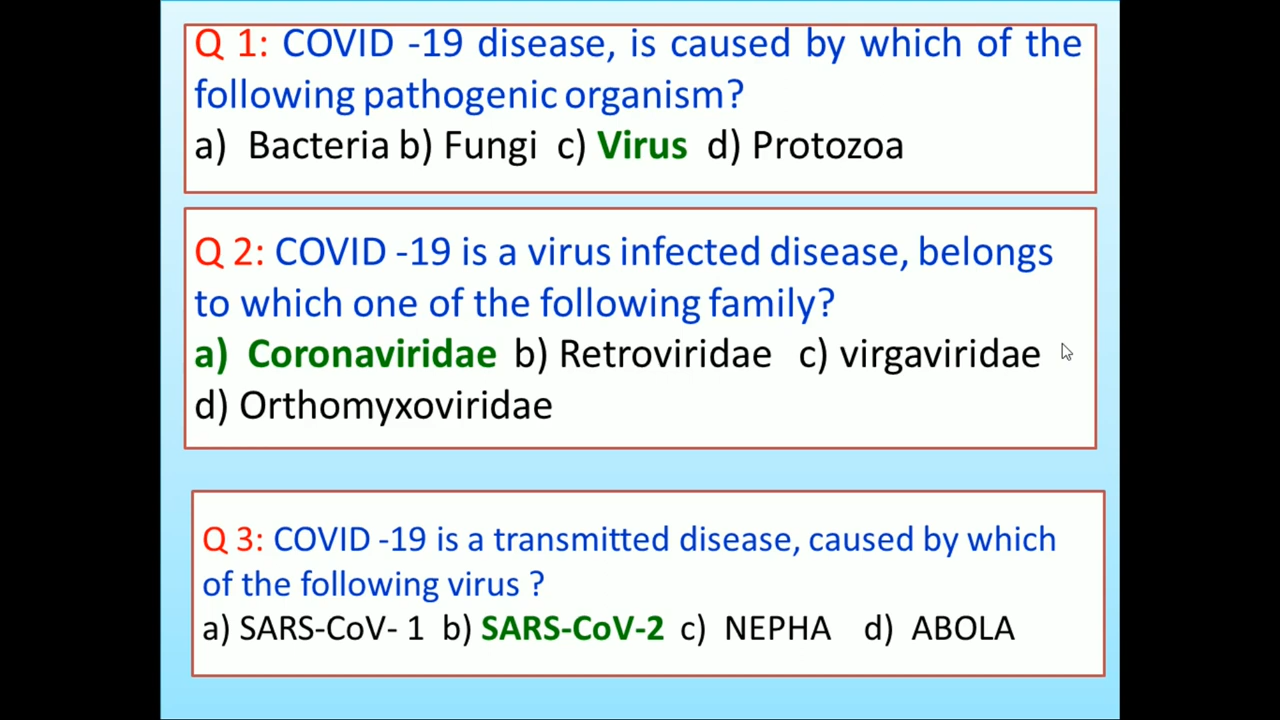 Q 1: COVID -19 disease, is caused by which of the
following pathogenic organism?
a) Bacteria b) Fungi c) Virus d) Protozoa
Q 2: COVID -19 is a virus infected disease, belongs
to which one of the following family?
a) Coronaviridae b) Retroviridae c) virgaviridae
d) Orthomyxoviridae
Q 3: COVID -19 is a transmitted disease, caused by which
of the following virus ?
a) SARS-CoV- 1 b) SARS-CoV-2 c) NEPHA d) ABOLA